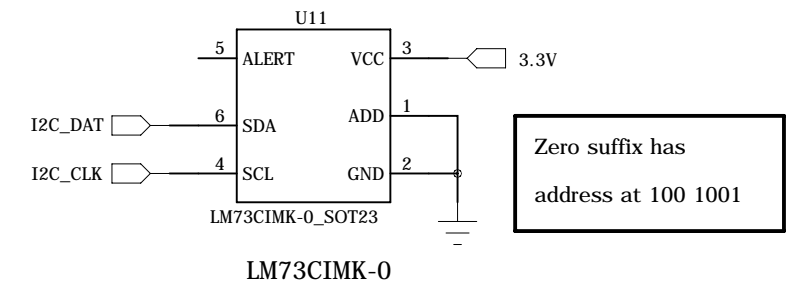 U11
5 ALERT VCC 3 3.3V
I2C_DAT 6 SDA ADD 1
I2C_CLK 4 SCL GND 2
LM73CIMK-0_SOT23
LM73CIMK-0
Zero suffix has
address at 100 1001